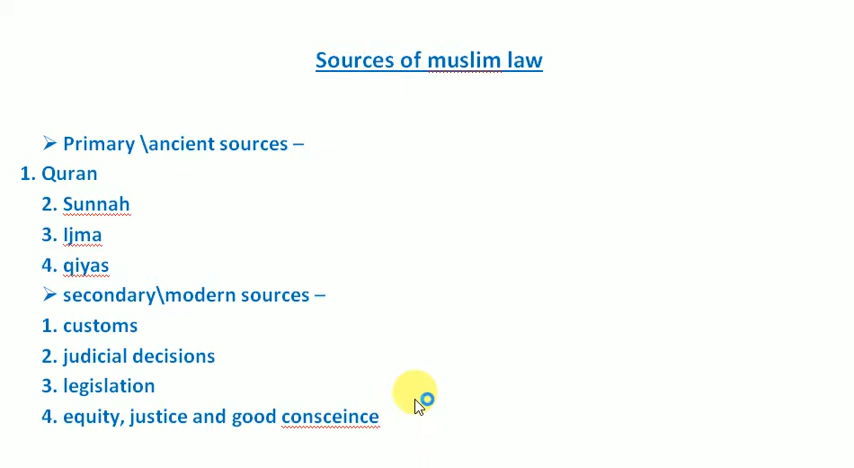 Sources of muslim law
➢ Primary \ancient sources –
1. Quran
2. Sunnah
3. Ijma
4. qiyas
➢ secondary\modern sources –
1. customs
2. judicial decisions
3. legislation
4. equity, justice and good consceince